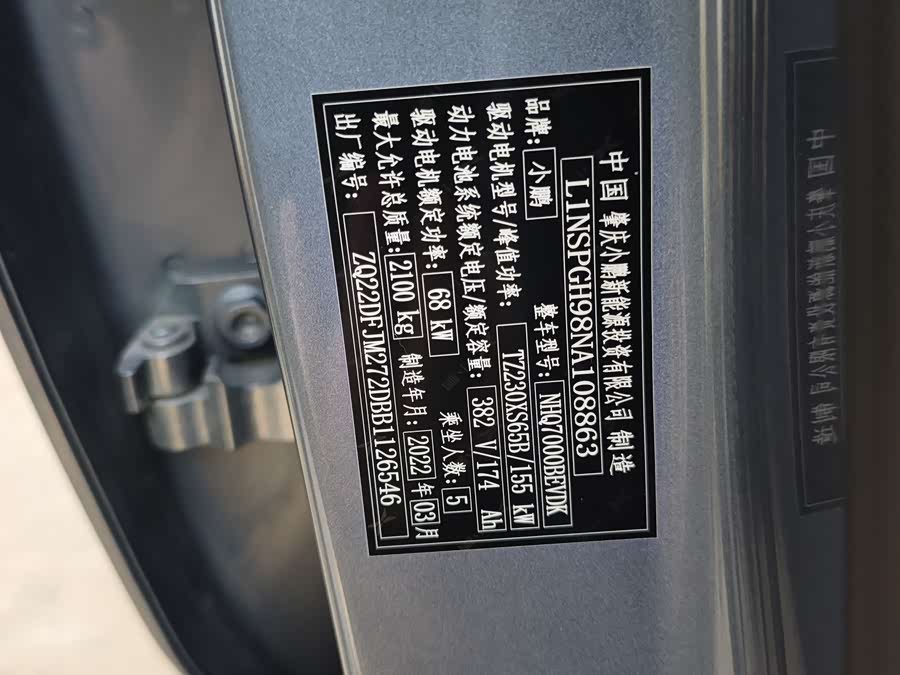 中国 肇庆小鹏新能源投资有限公司 制造
L1NSPGH98NA108863
品牌: 小鹏 整车型号: NHQ7000BEVDK
驱动电机型号/峰值功率: TZ230XS65B/155 kW
动力电池系统额定电压/额定容量: 382 V/174 Ah
驱动电机额定功率: 68 kW 乘坐人数: 5
最大允许总质量: 2100 kg 制造年月: 2022 年 03 月
出厂编号: ZQ22DFJM272DBB1126546